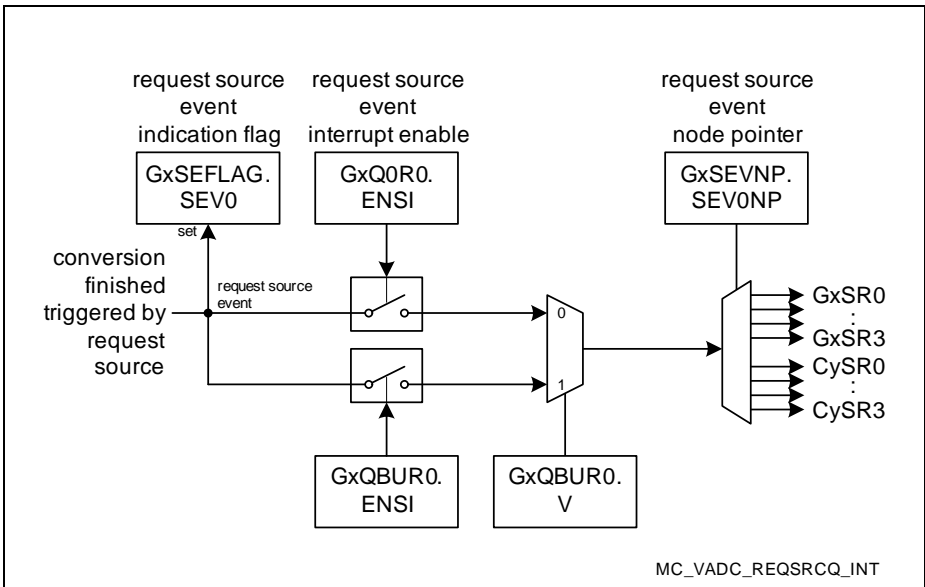 request source
event
indication flag
request source
event
interrupt enable
request source
event
node pointer
GxSEFLAG.
SEV0
GxQ0R0.
ENSI
GxSEVNP.
SEV0NP
set
conversion
finished
triggered by
request
source
request source
event
0
1
GxSR0
:
GxSR3
CySR0
:
CySR3
GxQBUR0.
ENSI
GxQBUR0.
V
MC_VADC_REQSRCQ_INT